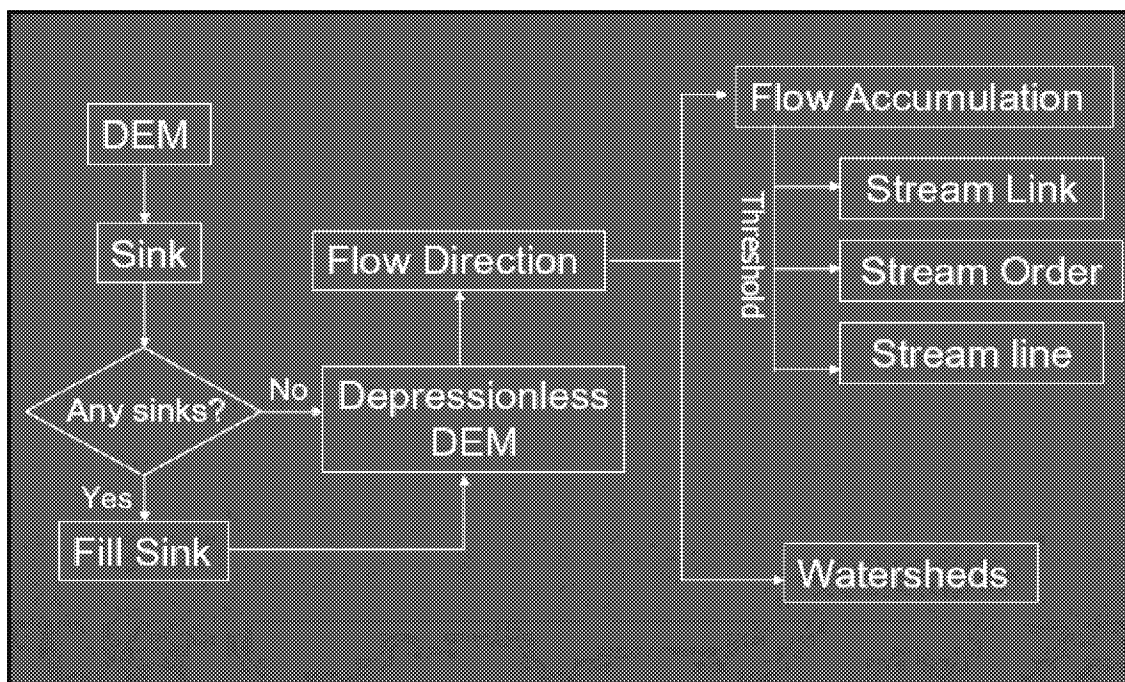 DEM
Sink
Any sinks?
No
Yes
Fill Sink
Depressionless
DEM
Flow Direction
Flow Accumulation
Threshold
Stream Link
Stream Order
Stream line
Watersheds